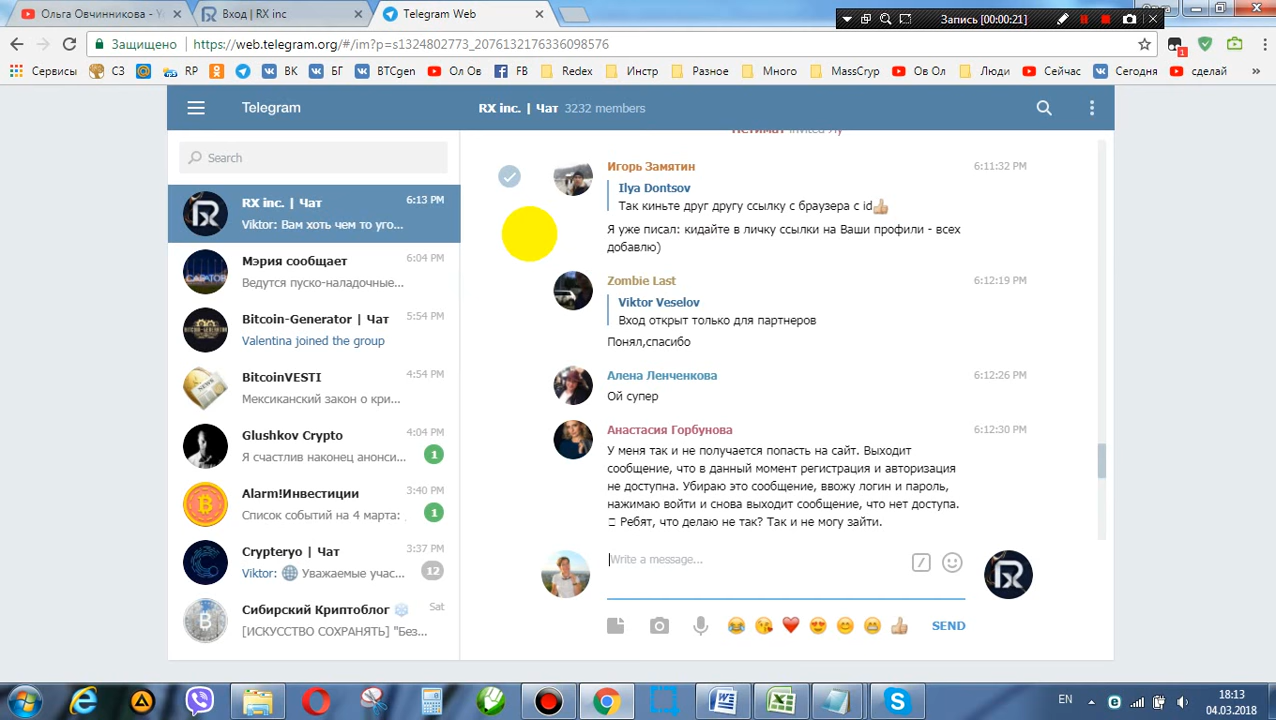 Ольга Овчинникова - Yo
Вход | RX inc
Telegram Web
Запись [00:00:21]
Защищено
https://web.telegram.org/#/im?p=s1324802773_2076132176336098576
1
Сервисы
СЗ
RP
ВК
БГ
BTCgen
Ол Ов
FB
Redex
Инстр
Разное
Много
MassCryp
Ов Ол
Люди
Сейчас
Сегодня
сделай
»
Telegram
RX inc. | Чат 3232 members
Search
RX inc. | Чат 6:13 PM
Viktor: Вам хоть чем то уго...
Мэрия сообщает 6:04 PM
Ведутся пуско-наладочные...
Bitcoin-Generator | Чат 5:54 PM
Valentina joined the group
BitcoinVESTI 4:54 PM
Мексиканский закон о кри...
Glushkov Crypto 4:04 PM
Я счастлив наконец анонси... 1
Alarm!Инвестиции 3:40 PM
Список событий на 4 марта: 1
Crypteryo | Чат 3:37 PM
Viktor: 🌐 Уважаемые учас... 12
Сибирский Криптоблог ❄️ Sat
[ИСКУССТВО СОХРАНЯТЬ] "Без...
Игорь Замятин 6:11:32 PM
Ilya Dontsov
Так киньте друг другу ссылку с браузера с id👍
Я уже писал: кидайте в личку ссылки на Ваши профили - всех
добавлю)
Zombie Last 6:12:19 PM
Viktor Veselov
Вход открыт только для партнеров
Понял,спасибо
Алена Ленченкова 6:12:26 PM
Ой супер
Анастасия Горбунова 6:12:30 PM
У меня так и не получается попасть на сайт. Выходит
сообщение, что в данный момент регистрация и авторизация
не доступна. Убираю это сообщение, ввожу логин и пароль,
нажимаю войти и снова выходит сообщение, что нет доступа.
Ребят, что делаю не так? Так и не могу зайти.
Write a message...
SEND
EN
18:13
04.03.2018